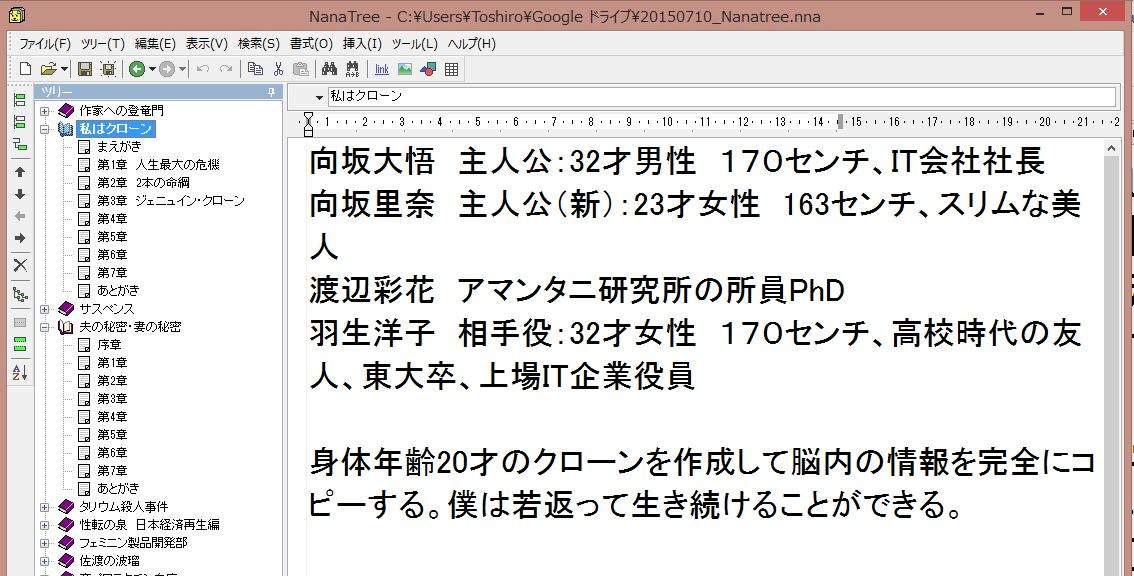 NanaTree - C:¥Users¥Toshiro¥Google ドライブ¥20150710_Nanatree.nna
ファイル(F) ツリー(T) 編集(E) 表示(V) 検索(S) 書式(O) 挿入(I) ツール(L) ヘルプ(H)
link
ツリー
作家への登竜門
私はクローン
まえがき
第1章 人生最大の危機
第2章 2本の命綱
第3章 ジェニュイン・クローン
第4章
第5章
第6章
第7章
あとがき
サスペンス
夫の秘密・妻の秘密
序章
第1章
第2章
第3章
第4章
第5章
第6章
第7章
あとがき
タリウム殺人事件
性転の泉 日本経済再生編
フェミニン製品開発部
佐渡の波瑠
私はクローン
1 2 3 4 5 6 7 8 9 10 11 12 13 14 15 16 17 18 19 20 21 2
向坂大悟 主人公：32才男性 １７０センチ、IT会社社長
向坂里奈 主人公（新）：23才女性 163センチ、スリムな美
人
渡辺彩花 アマンタニ研究所の所員PhD
羽生洋子 相手役：32才女性 １７０センチ、高校時代の友
人、東大卒、上場IT企業役員
身体年齢20才のクローンを作成して脳内の情報を完全にコ
ピーする。僕は若返って生き続けることができる。